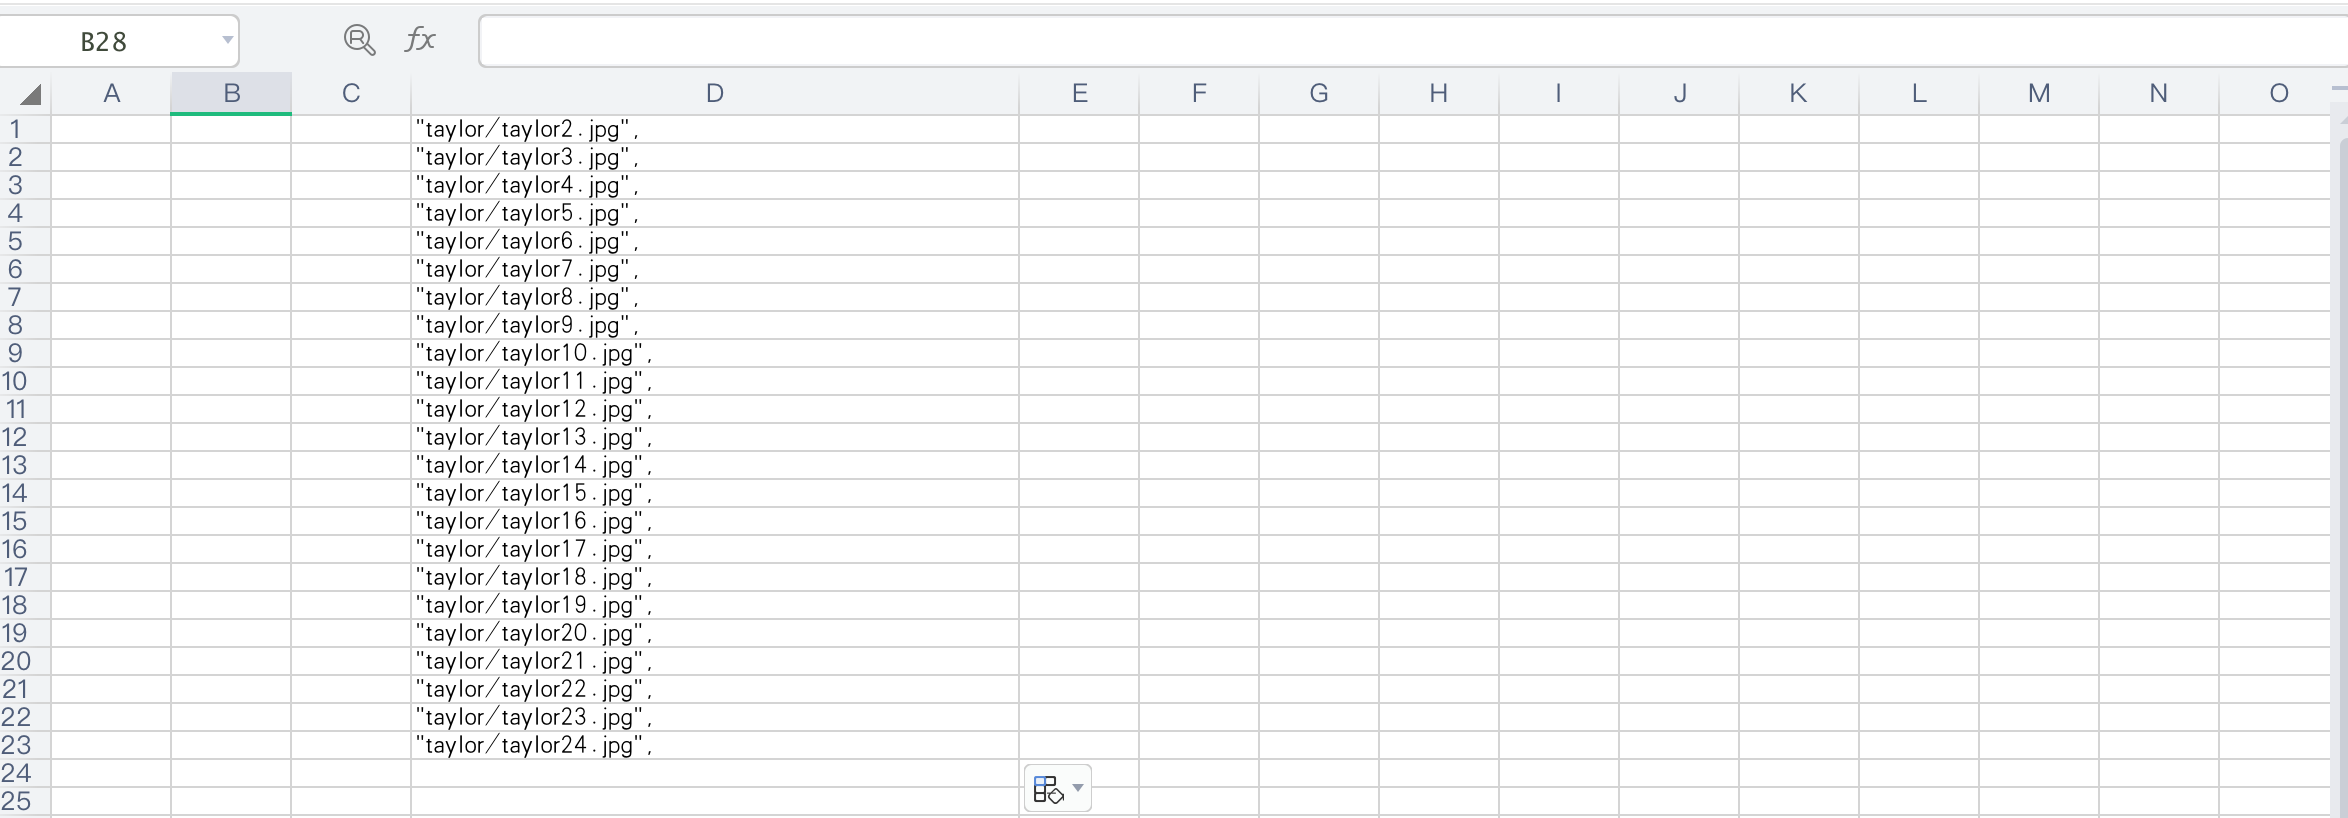 B28
fx
A B C D E F G H I J K L M N O
1 "taylor/taylor2.jpg",
2 "taylor/taylor3.jpg",
3 "taylor/taylor4.jpg",
4 "taylor/taylor5.jpg",
5 "taylor/taylor6.jpg",
6 "taylor/taylor7.jpg",
7 "taylor/taylor8.jpg",
8 "taylor/taylor9.jpg",
9 "taylor/taylor10.jpg",
10 "taylor/taylor11.jpg",
11 "taylor/taylor12.jpg",
12 "taylor/taylor13.jpg",
13 "taylor/taylor14.jpg",
14 "taylor/taylor15.jpg",
15 "taylor/taylor16.jpg",
16 "taylor/taylor17.jpg",
17 "taylor/taylor18.jpg",
18 "taylor/taylor19.jpg",
19 "taylor/taylor20.jpg",
20 "taylor/taylor21.jpg",
21 "taylor/taylor22.jpg",
22 "taylor/taylor23.jpg",
23 "taylor/taylor24.jpg",
24
25